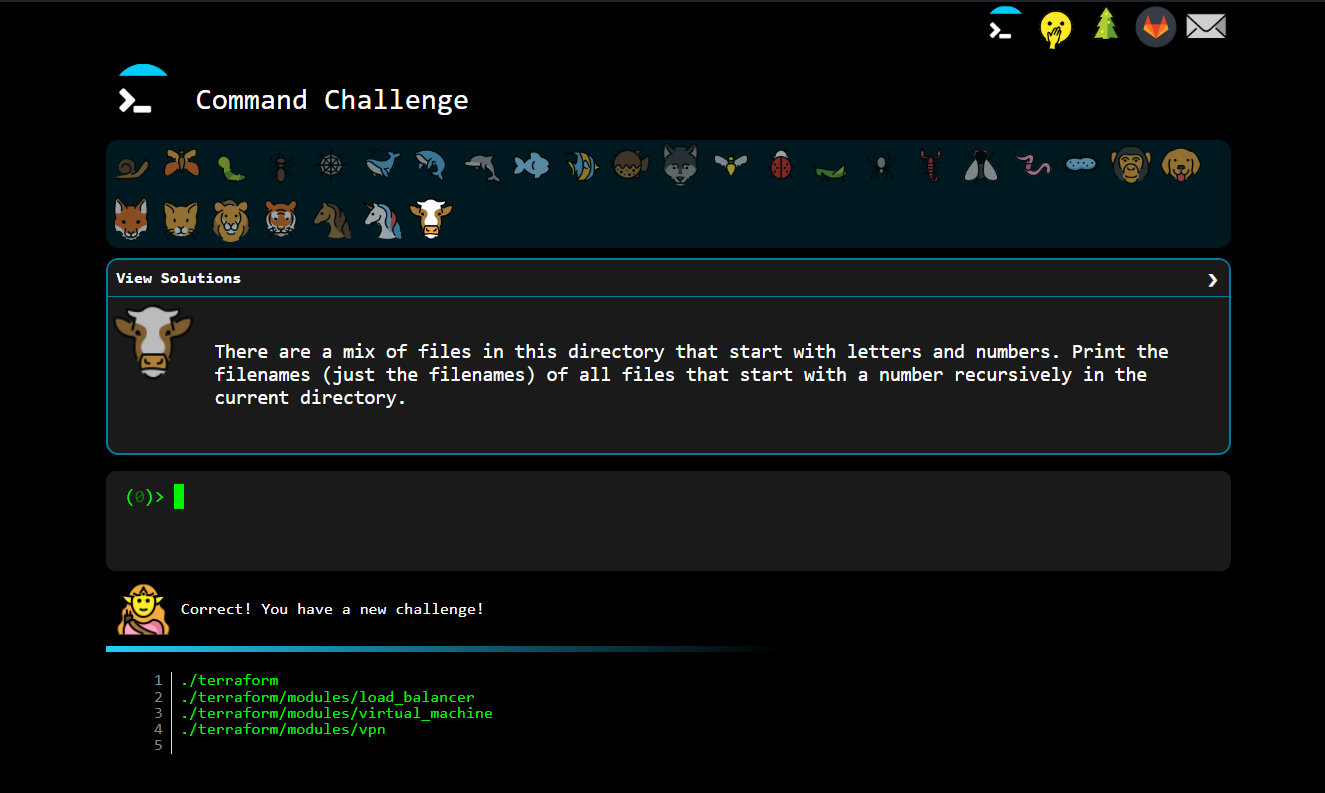 Command Challenge
View Solutions
There are a mix of files in this directory that start with letters and numbers. Print the
filenames (just the filenames) of all files that start with a number recursively in the
current directory.
(0)>
Correct! You have a new challenge!
1 ./terraform
2 ./terraform/modules/load_balancer
3 ./terraform/modules/virtual_machine
4 ./terraform/modules/vpn
5